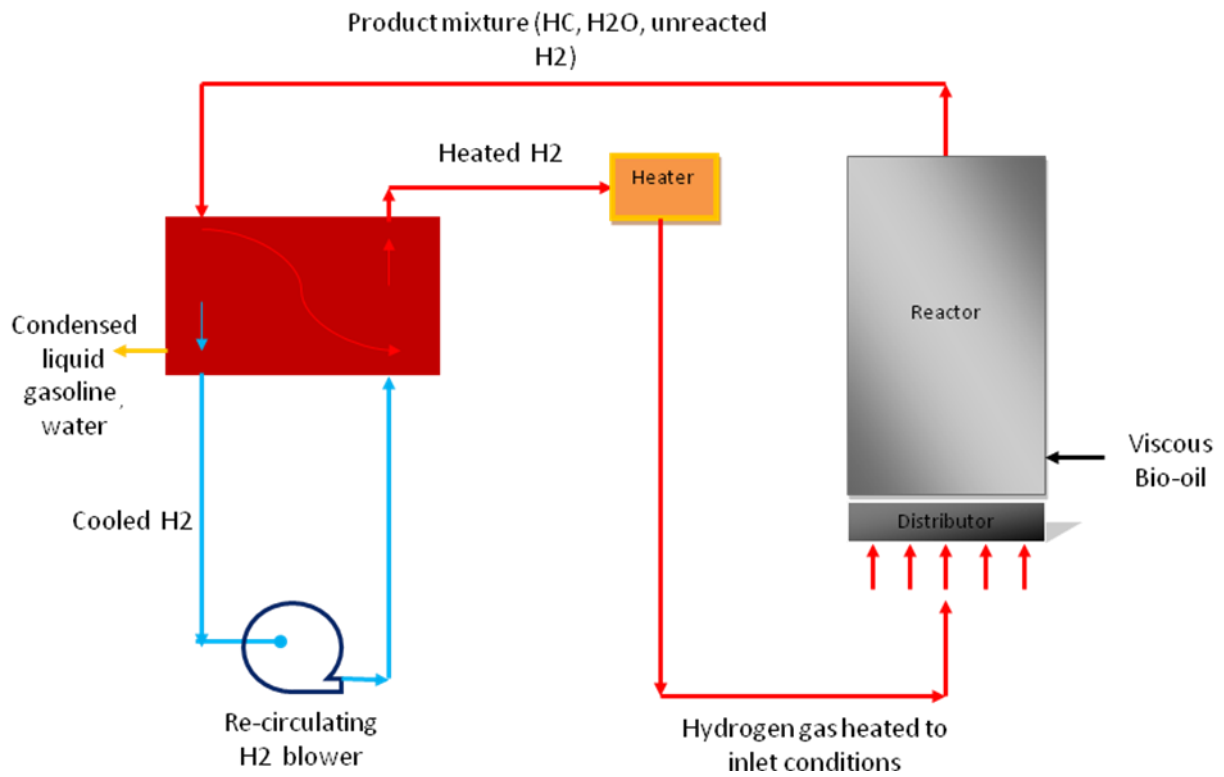 Product mixture (HC, H2O, unreacted
H2)
Heated H2
Heater
Reactor
Condensed
liquid
gasoline,
water
Viscous
Bio-oil
Distributor
Cooled H2
Re-circulating
H2 blower
Hydrogen gas heated to
inlet conditions